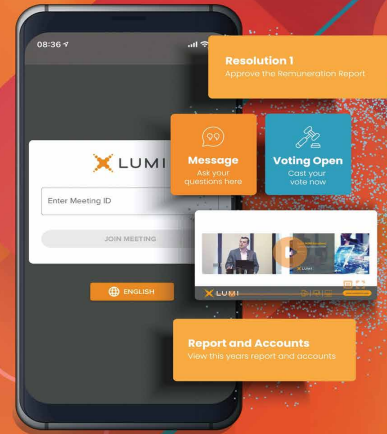 08:36
Resolution 1
Approve the Remuneration Report
LUMI
Message
Ask your
questions here
Voting Open
Cast your
vote now
Enter Meeting ID
JOIN MEETING
ENGLISH
LUMI
Report and Accounts
View this years report and accounts